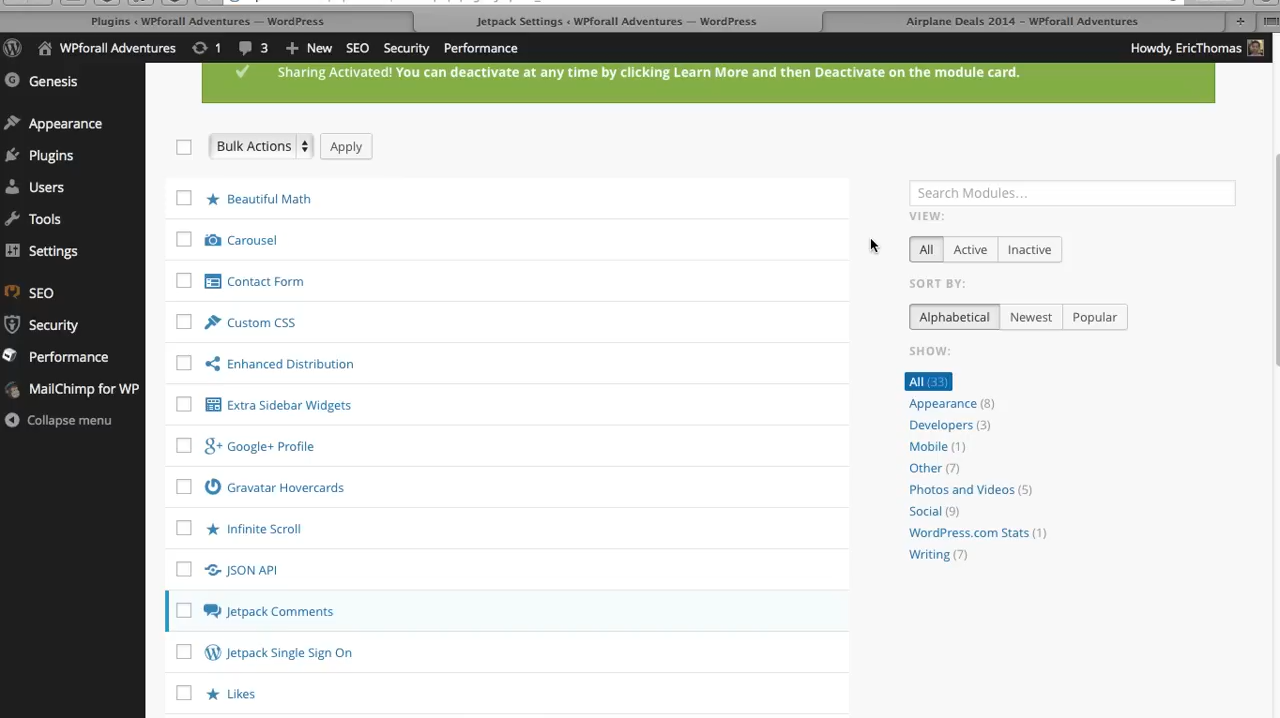 Plugins ‹ WPforall Adventures — WordPress
Jetpack Settings ‹ WPforall Adventures — WordPress
Airplane Deals 2014 – WPforall Adventures
WPforall Adventures 1 3 New SEO Security Performance Howdy, EricThomas
Sharing Activated! You can deactivate at any time by clicking Learn More and then Deactivate on the module card.
Genesis
Appearance
Plugins
Users
Tools
Settings
SEO
Security
Performance
MailChimp for WP
Collapse menu
Bulk Actions
Apply
Beautiful Math
Carousel
Contact Form
Custom CSS
Enhanced Distribution
Extra Sidebar Widgets
Google+ Profile
Gravatar Hovercards
Infinite Scroll
JSON API
Jetpack Comments
Jetpack Single Sign On
Likes
Search Modules…
VIEW:
All Active Inactive
SORT BY:
Alphabetical Newest Popular
SHOW:
All (33)
Appearance (8)
Developers (3)
Mobile (1)
Other (7)
Photos and Videos (5)
Social (9)
WordPress.com Stats (1)
Writing (7)